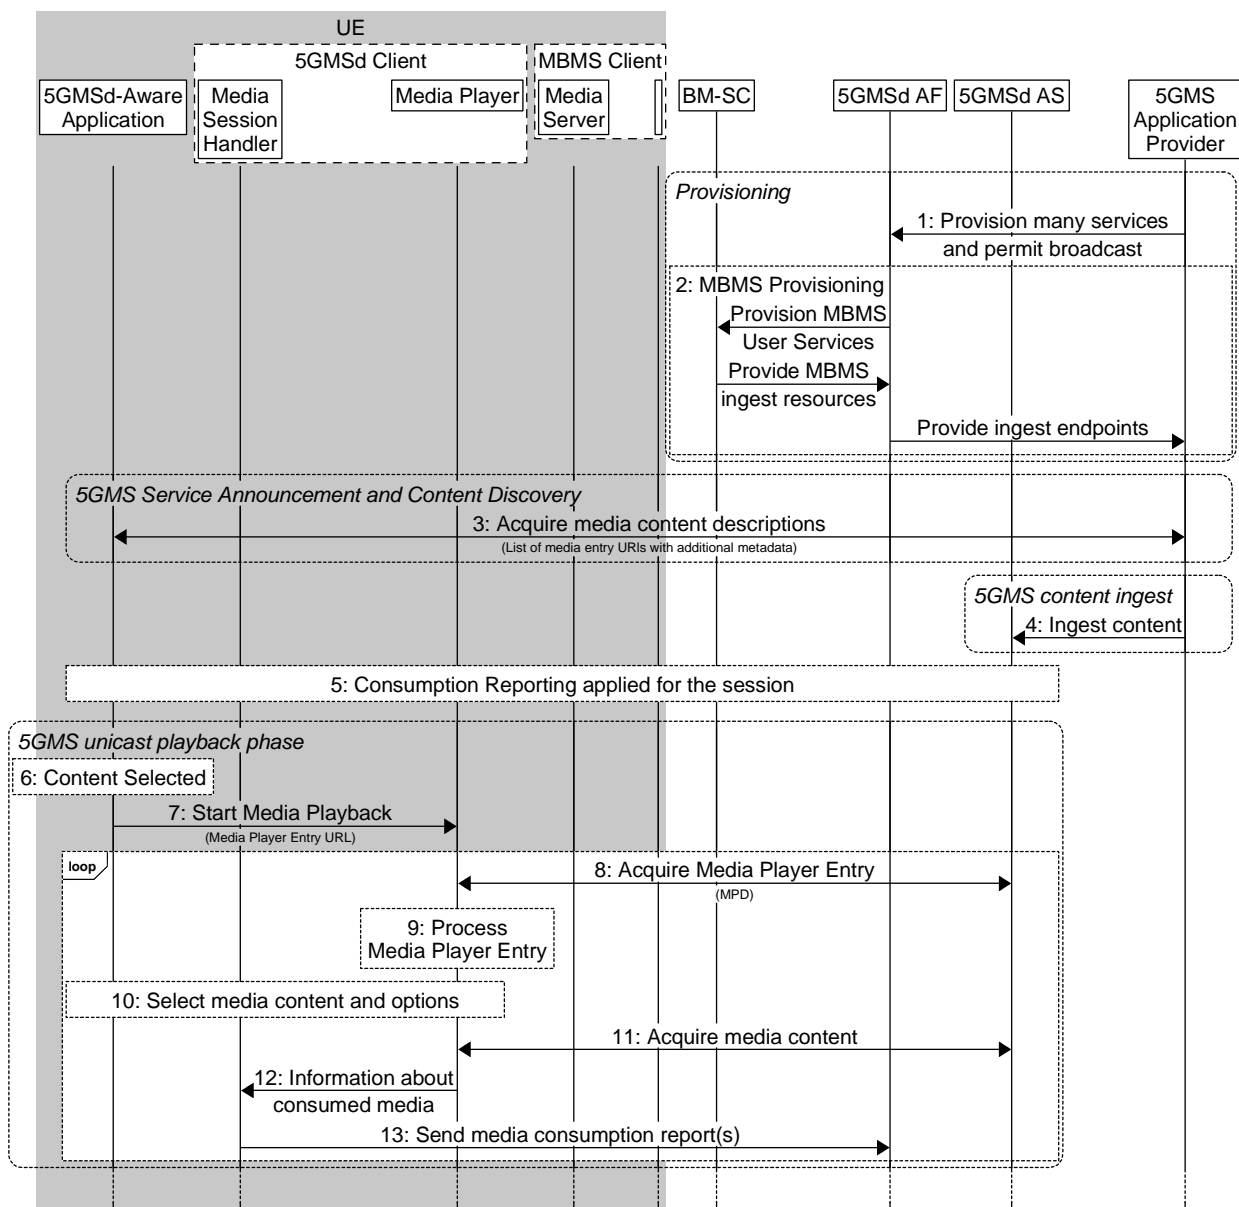 UE
5GMSd Client
MBMS Client
5GMSd-Aware
Application
Media
Session
Handler
Media Player
Media
Server
BM-SC
5GMSd AF
5GMSd AS
5GMS
Application
Provider
Provisioning
1: Provision many services
and permit broadcast
2: MBMS Provisioning
Provision MBMS
User Services
Provide MBMS
ingest resources
Provide ingest endpoints
5GMS Service Announcement and Content Discovery
3: Acquire media content descriptions
(List of media entry URIs with additional metadata)
5GMS content ingest
4: Ingest content
5: Consumption Reporting applied for the session
5GMS unicast playback phase
6: Content Selected
7: Start Media Playback
(Media Player Entry URL)
loop
8: Acquire Media Player Entry
(MPD)
9: Process
Media Player Entry
10: Select media content and options
11: Acquire media content
12: Information about
consumed media
13: Send media consumption report(s)